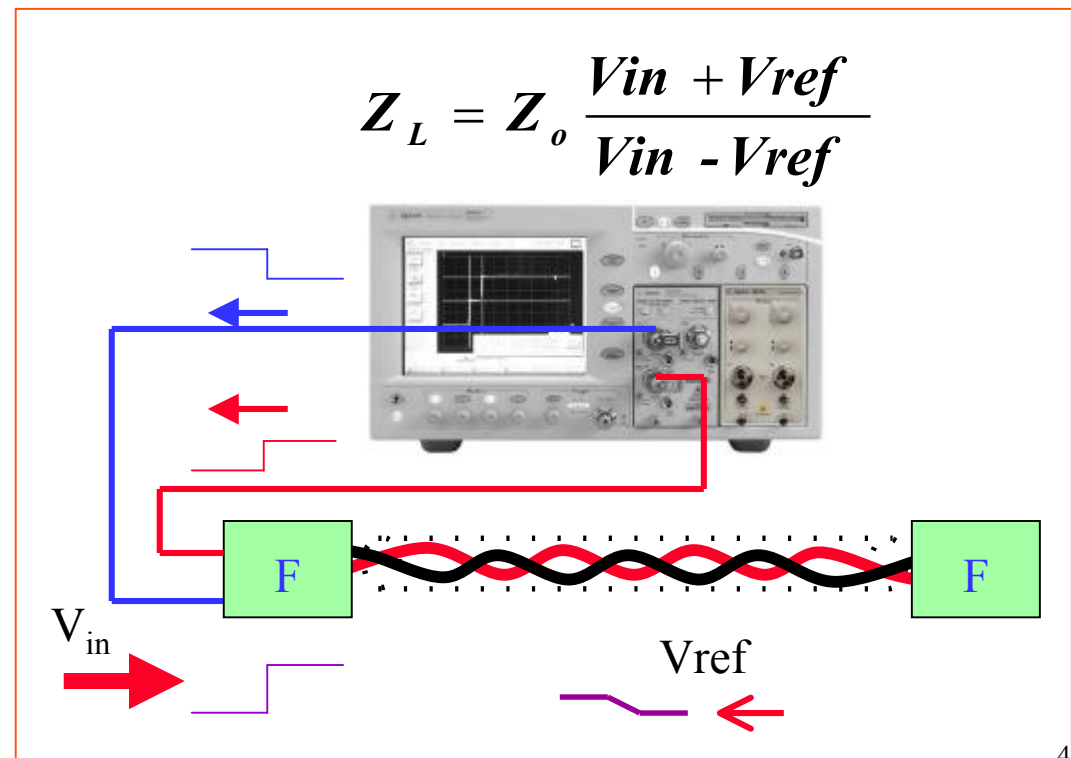 Z_L = Z_o (Vin + Vref) / (Vin - Vref)
F
F
V_in
Vref
4